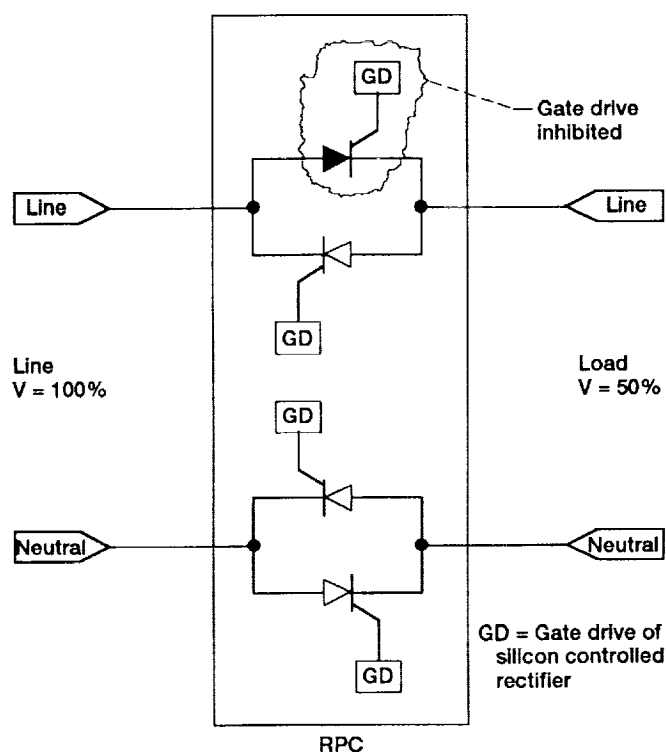 GD
Gate drive
inhibited
Line
Line
GD
Line
V = 100%
Load
V = 50%
GD
Neutral
Neutral
GD = Gate drive of
silicon controlled
rectifier
GD
RPC